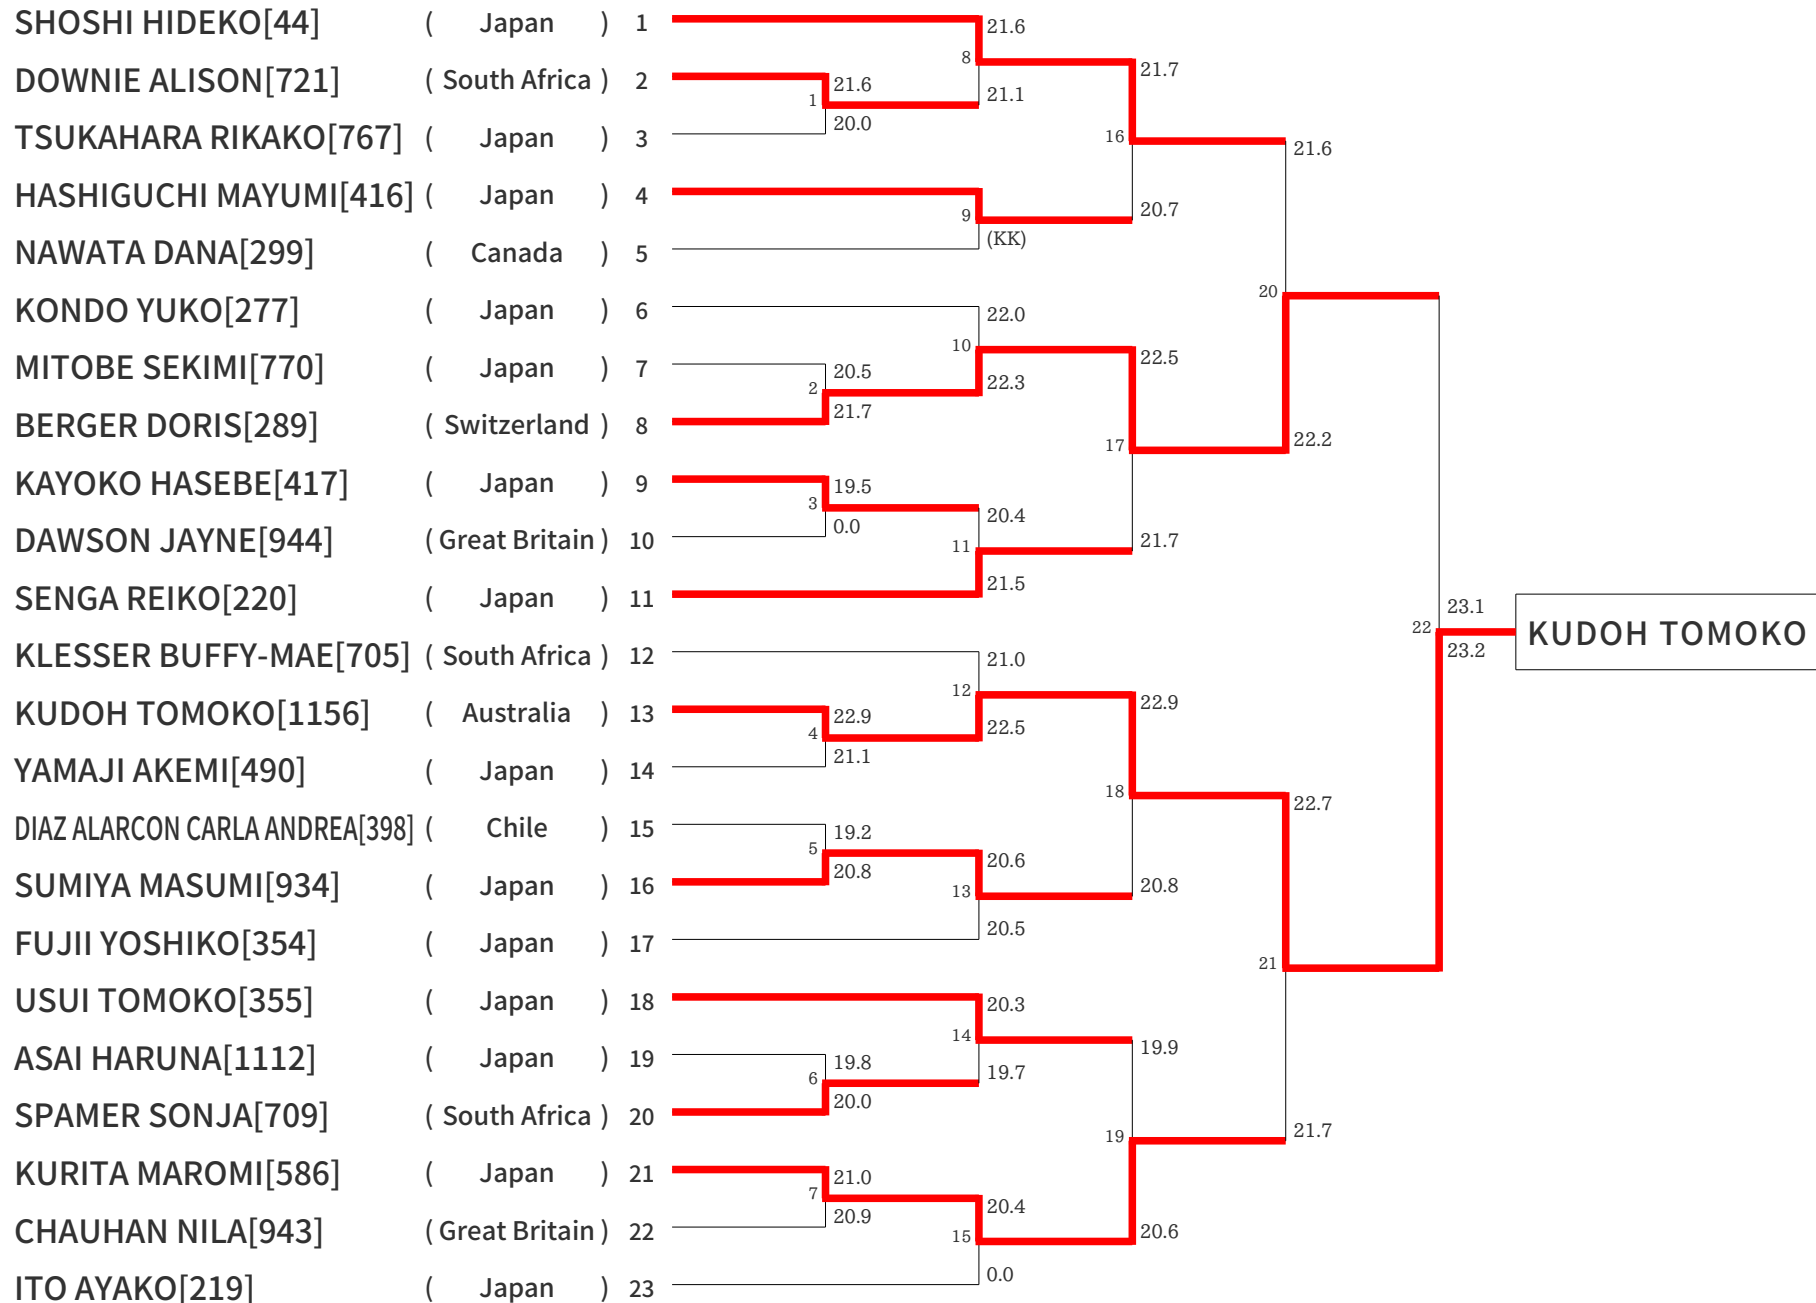 SHOSHI HIDEKO[44] ( Japan ) 1
21.6
8
21.7
DOWNIE ALISON[721] ( South Africa ) 2
21.6
21.1
1
20.0
16
TSUKAHARA RIKAKO[767] ( Japan ) 3
21.6
HASHIGUCHI MAYUMI[416] ( Japan ) 4
9
20.7
(KK)
NAWATA DANA[299] ( Canada ) 5
20
KONDO YUKO[277] ( Japan ) 6
22.0
10
22.5
MITOBE SEKIMI[770] ( Japan ) 7
20.5
22.3
2
21.7
BERGER DORIS[289] ( Switzerland ) 8
17
22.2
KAYOKO HASEBE[417] ( Japan ) 9
19.5
3
20.4
0.0
DAWSON JAYNE[944] ( Great Britain ) 10
11
21.7
21.5
SENGA REIKO[220] ( Japan ) 11
23.1
22
KUDOH TOMOKO
23.2
KLESSER BUFFY-MAE[705] ( South Africa ) 12
21.0
12
22.9
KUDOH TOMOKO[1156] ( Australia ) 13
22.9
22.5
4
21.1
YAMAJI AKEMI[490] ( Japan ) 14
18
22.7
DIAZ ALARCON CARLA ANDREA[398] ( Chile ) 15
19.2
5
20.6
20.8
SUMIYA MASUMI[934] ( Japan ) 16
13
20.8
20.5
FUJII YOSHIKO[354] ( Japan ) 17
21
USUI TOMOKO[355] ( Japan ) 18
20.3
14
19.9
ASAI HARUNA[1112] ( Japan ) 19
19.8
19.7
6
20.0
SPAMER SONJA[709] ( South Africa ) 20
19
21.7
KURITA MAROMI[586] ( Japan ) 21
21.0
7
20.4
20.9
CHAUHAN NILA[943] ( Great Britain ) 22
15
20.6
0.0
ITO AYAKO[219] ( Japan ) 23